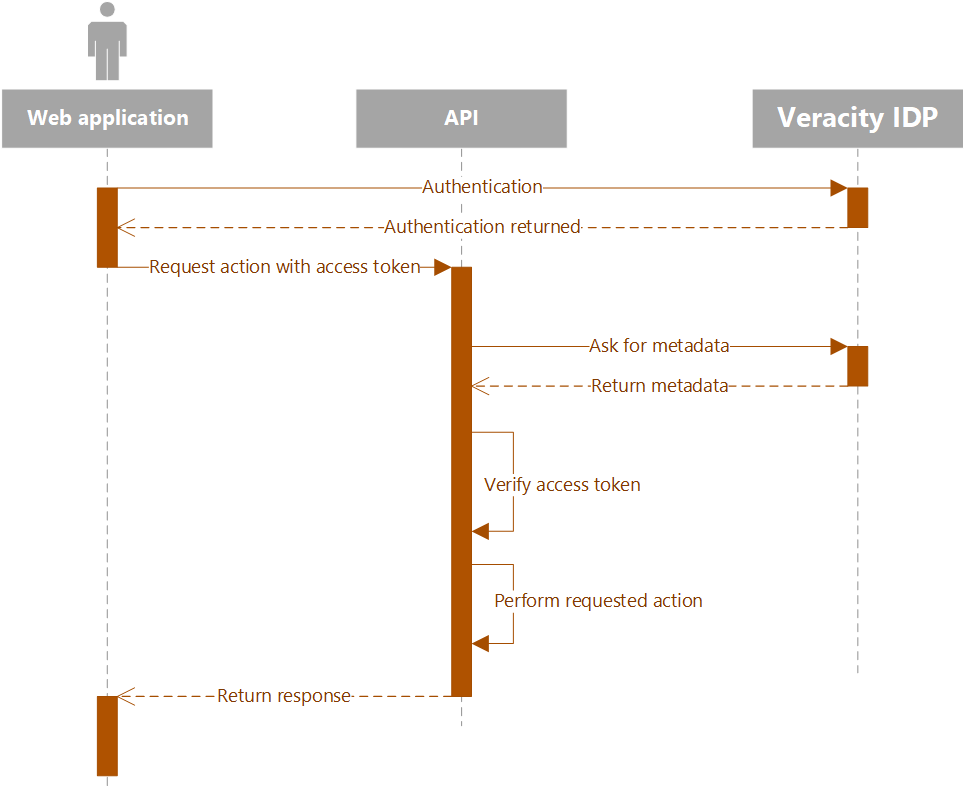 Web application
API
Veracity IDP
Authentication
Authentication returned
Request action with access token
Ask for metadata
Return metadata
Verify access token
Perform requested action
Return response